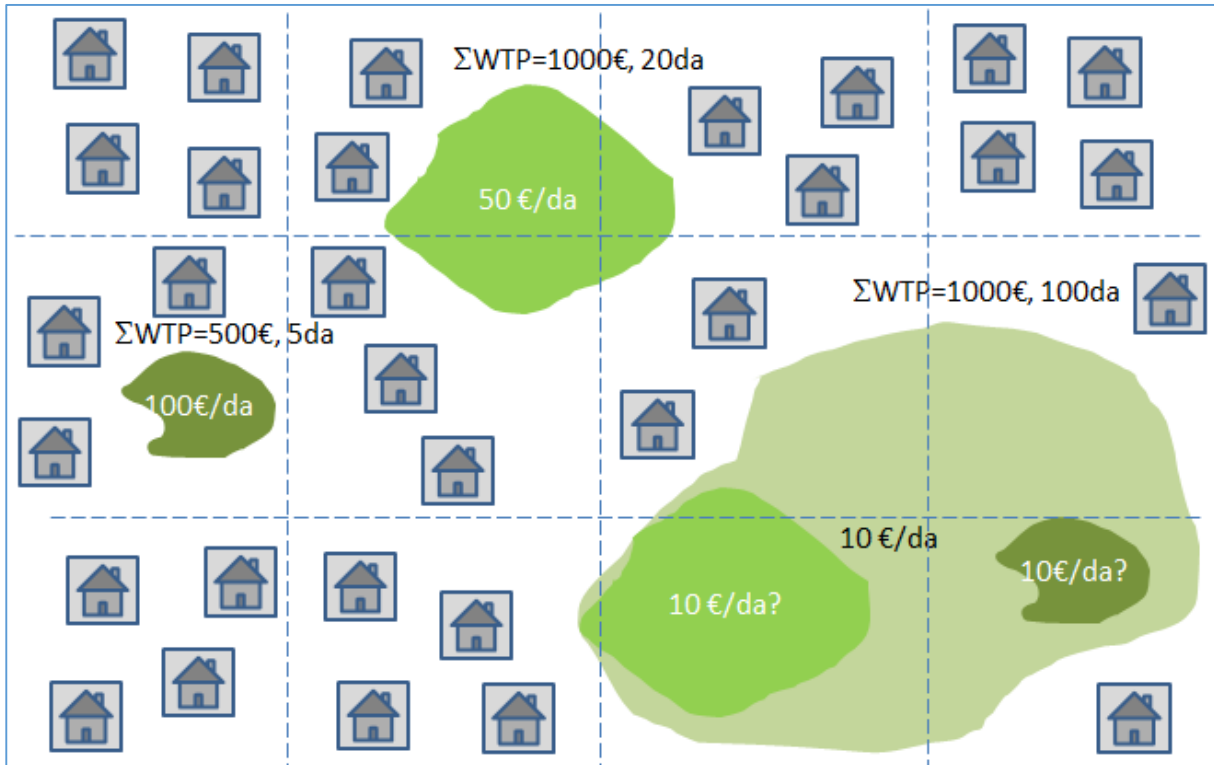 ΣWTP=1000€, 20da
50 €/da
ΣWTP=1000€, 100da
ΣWTP=500€, 5da
100€/da
10 €/da
10€/da?
10 €/da?